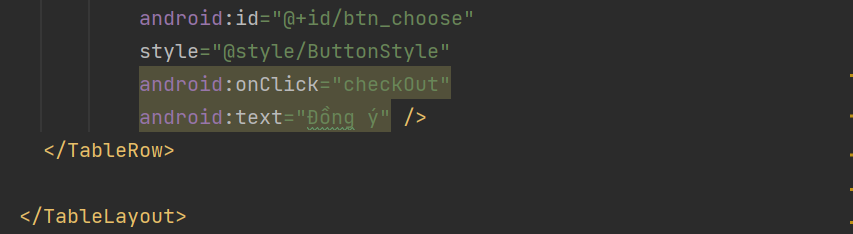 android:id="@+id/btn_choose"
style="@style/ButtonStyle"
android:onClick="checkOut"
android:text="Đồng ý" />
</TableRow>
</TableLayout>